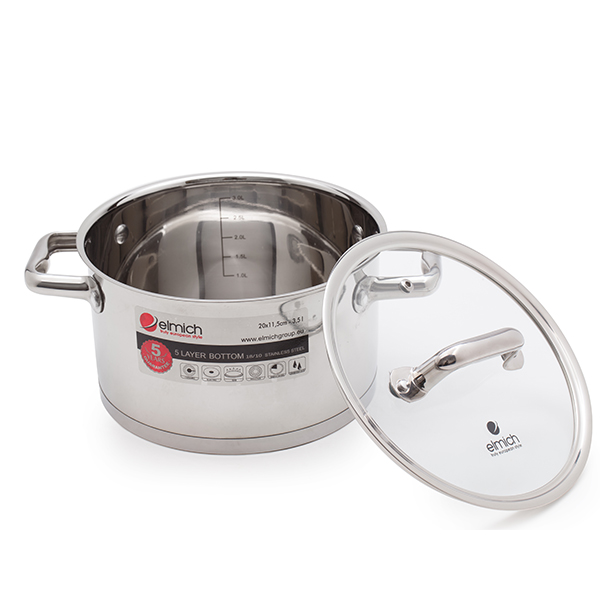 3.0L
2.5L
2.0L
1.5L
1.0L
elmich
truly european style
20x11,5cm - 3,5 l
www.elmichgroup.eu
5
YEARS
5 LAYER BOTTOM 18/10 STAINLESS STEEL
elmich
truly european style